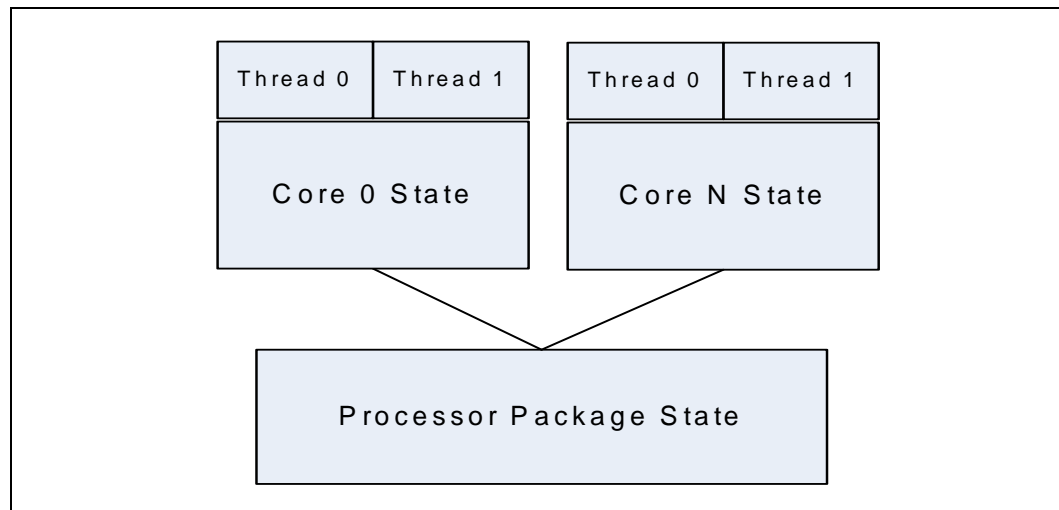 Thread 0 Thread 1 Thread 0 Thread 1
Core 0 State Core N State
Processor Package State